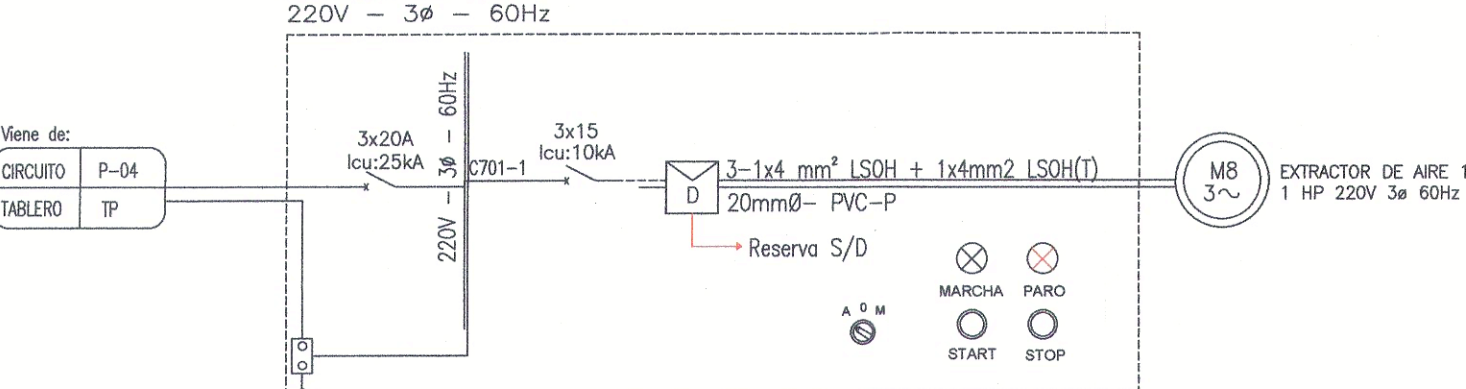 220V - 3ø - 60Hz
Viene de:
CIRCUITO P-04
TABLERO TP
3x20A
Icu:25kA
220V - 3ø - 60Hz
C701-1
3x15
Icu:10kA
D
3-1x4 mm² LSOH + 1x4mm2 LSOH(T)
20mmØ- PVC-P
Reserva S/D
M8
3~
EXTRACTOR DE AIRE 1
1 HP 220V 3ø 60Hz
MARCHA PARO
A O M
START STOP